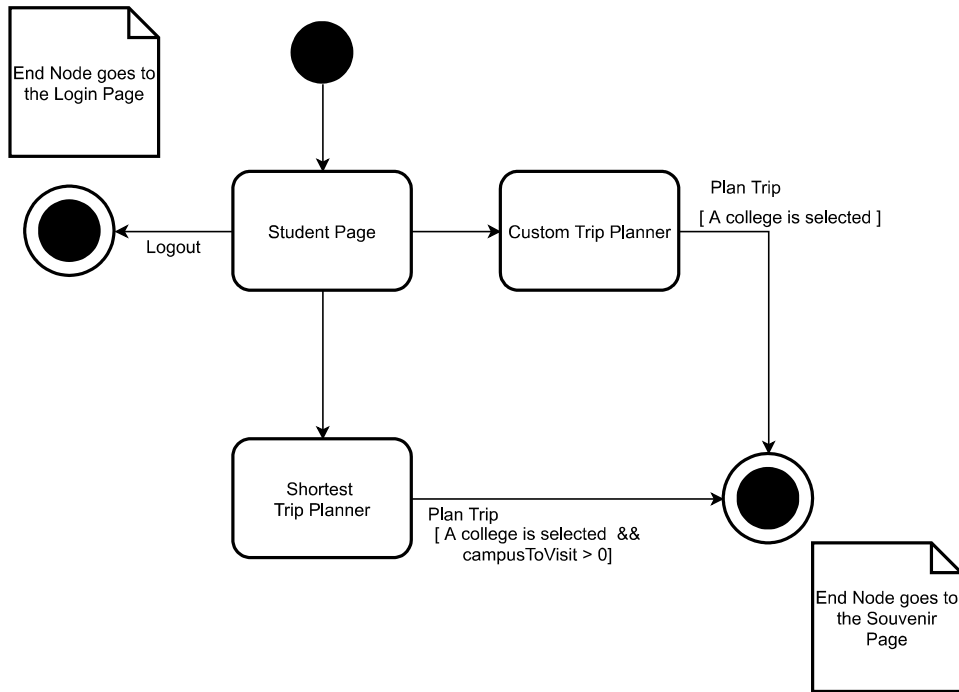 End Node goes to
the Login Page
Student Page
Custom Trip Planner
Plan Trip
[ A college is selected ]
Logout
Shortest
Trip Planner
Plan Trip
[ A college is selected  &&
campusToVisit > 0]
End Node goes to
the Souvenir
Page